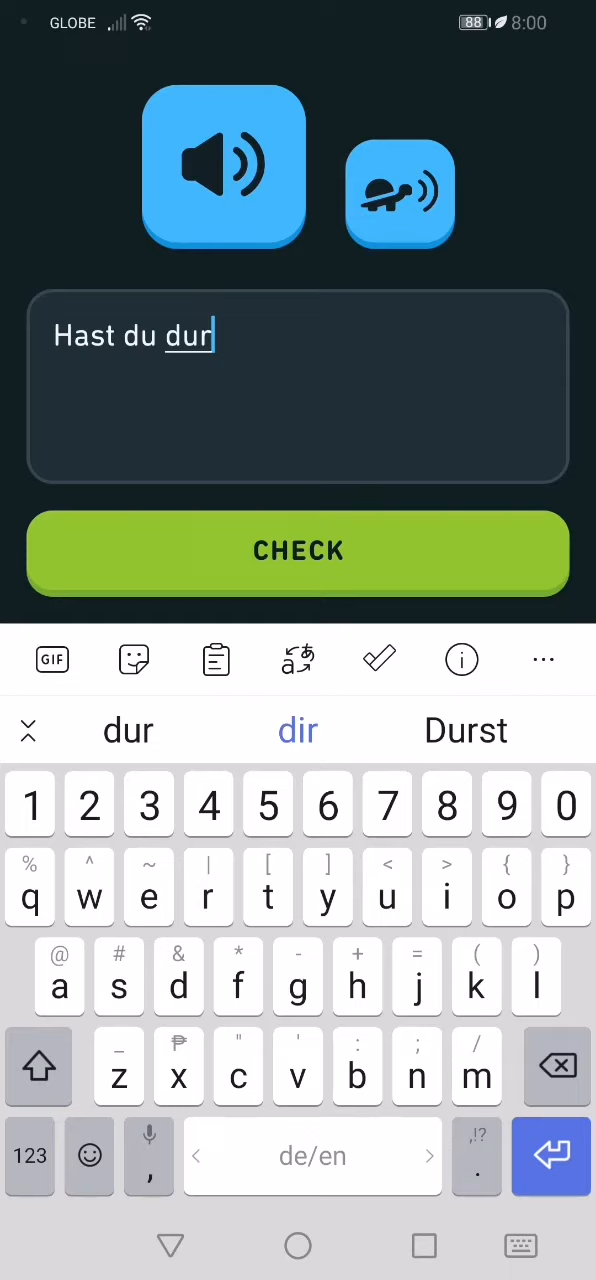 GLOBE 88 8:00
Hast du dur
CHECK
GIF
dur dir Durst
1 2 3 4 5 6 7 8 9 0
% ^ ~ | [ ] < > { }
q w e r t y u i o p
@ # & * - + = ( )
a s d f g h j k l
_ ₱ " ' : ; /
z x c v b n m
123 , < de/en > ,!? .